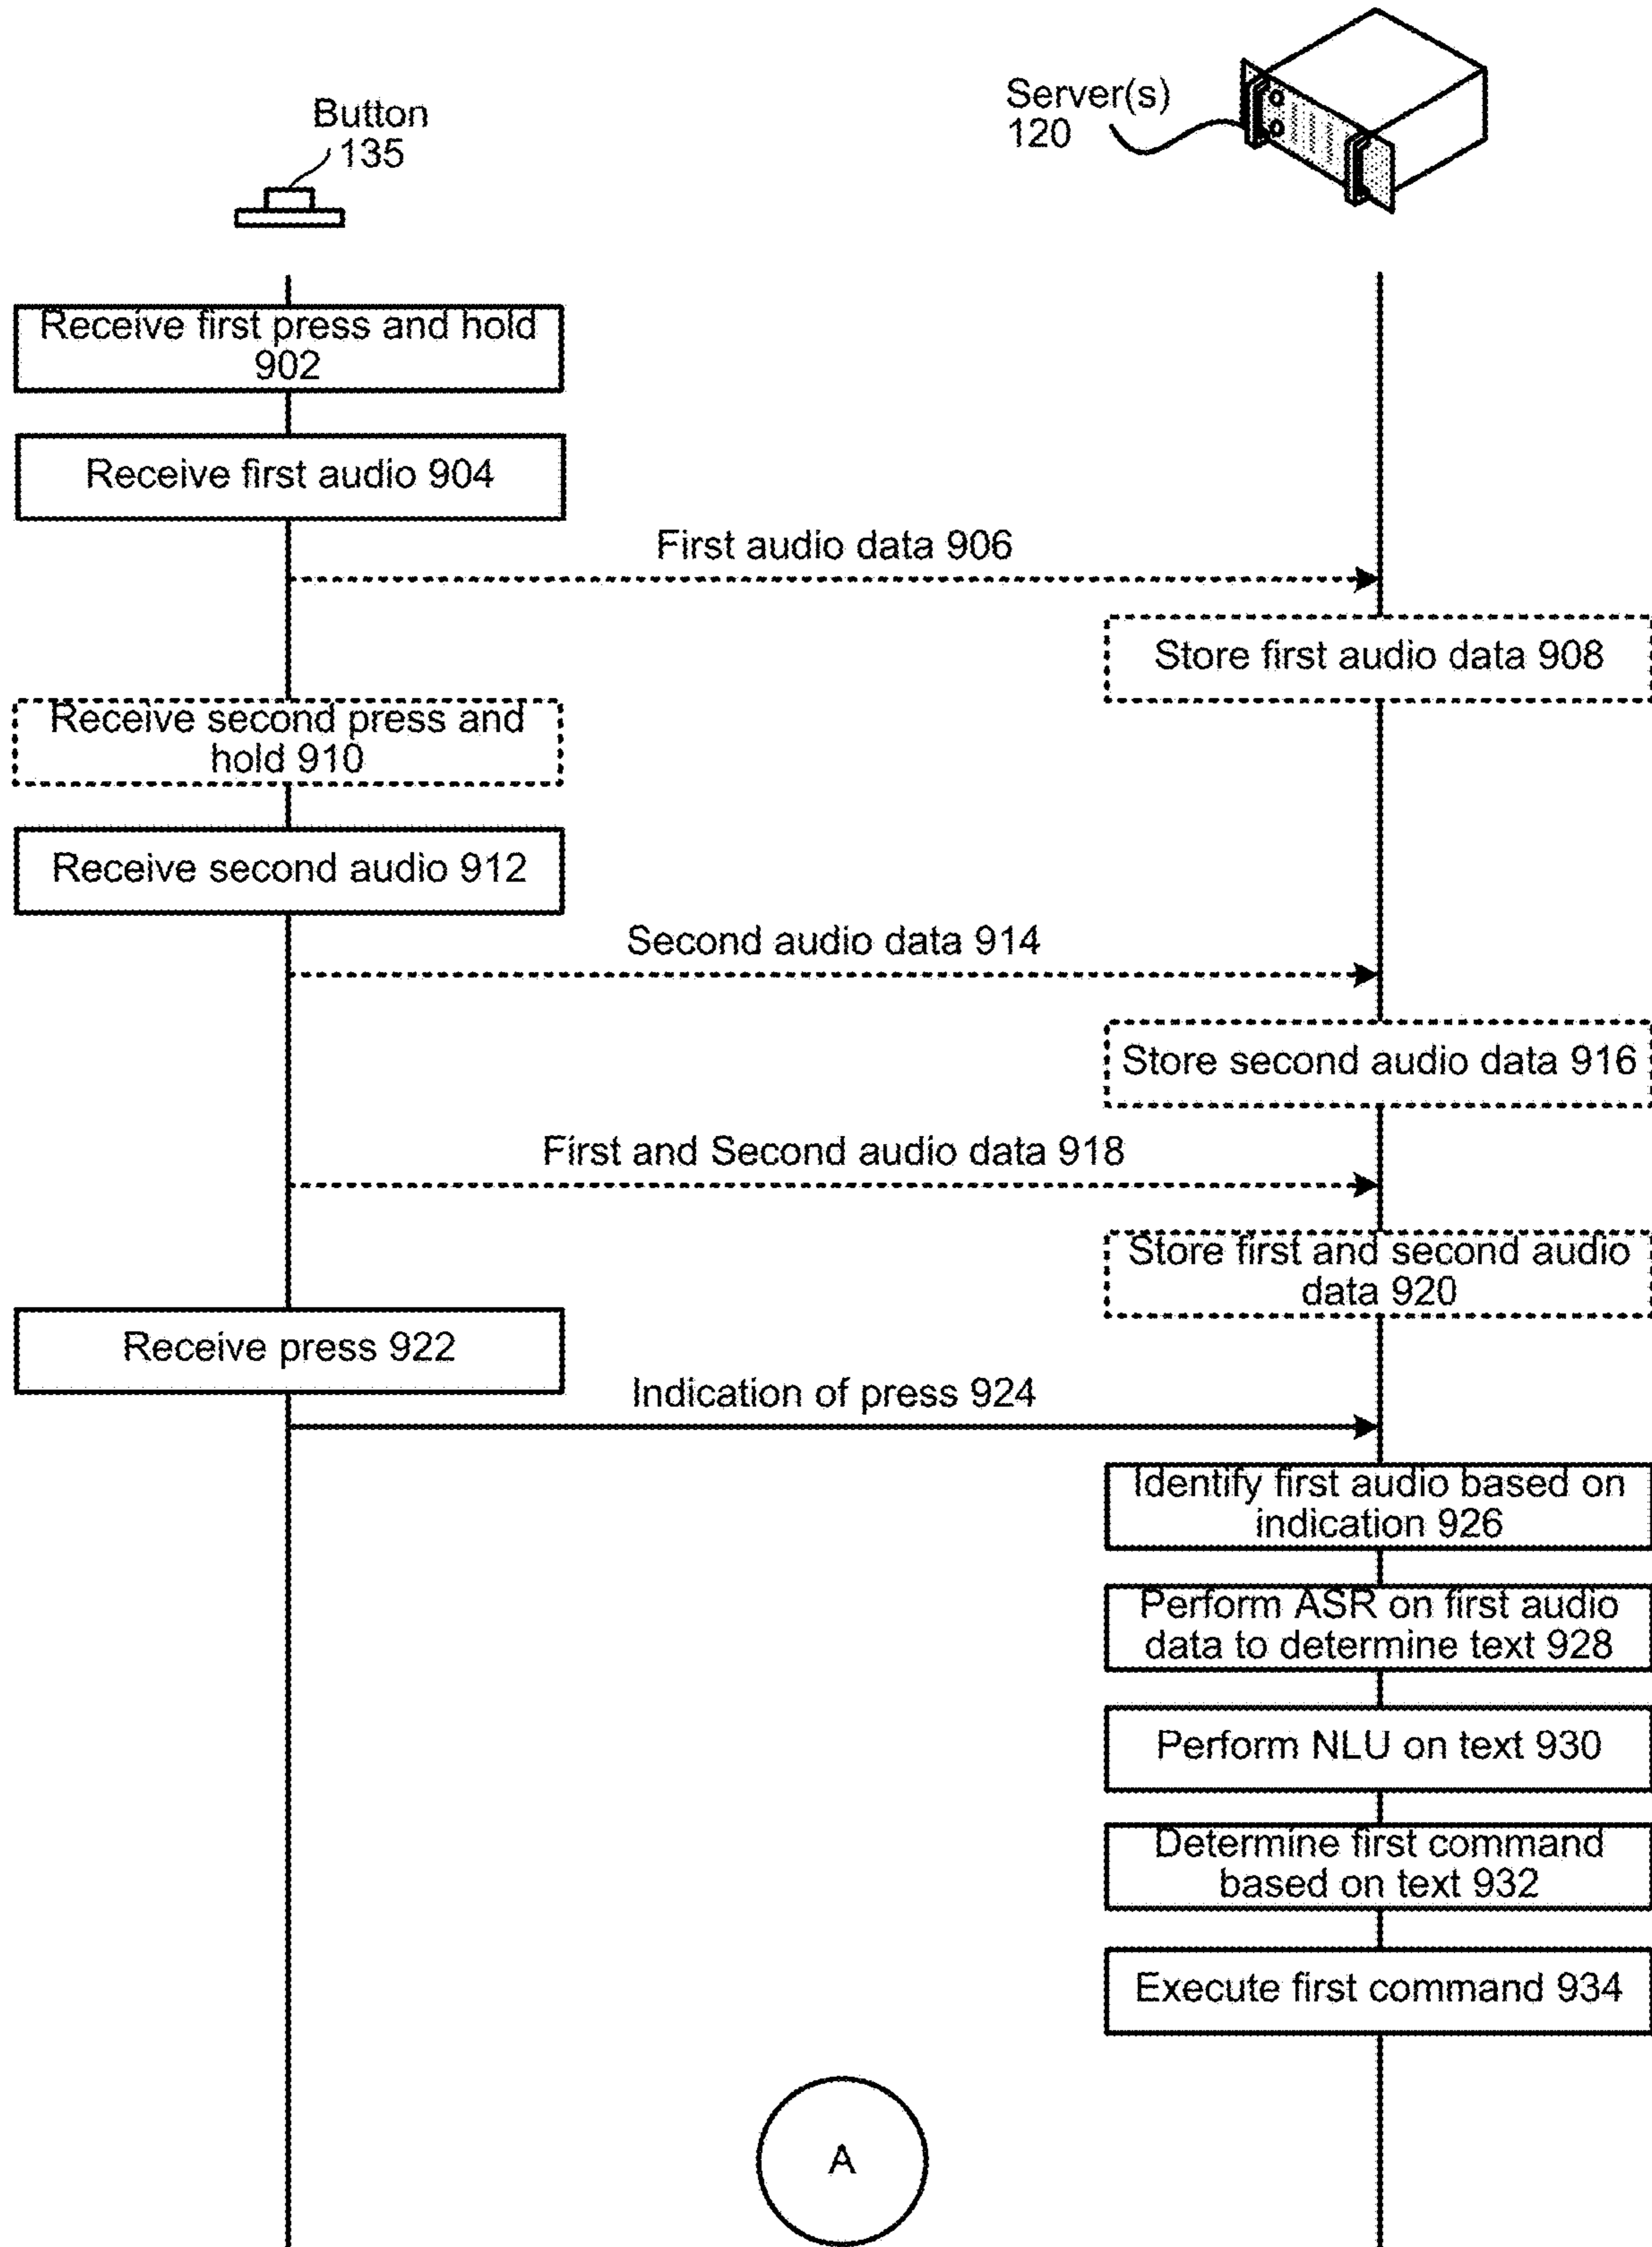 Server(s)
120
Button
135
Receive first press and hold
902
Receive first audio 904
First audio data 906
Store first audio data 908
Receive second press and
hold 910
Receive second audio 912
Second audio data 914
Store second audio data 916
First and Second audio data 918
Store first and second audio
data 920
Receive press 922
Indication of press 924
Identify first audio based on
indication 926
Perform ASR on first audio
data to determine text 928
Perform NLU on text 930
Determine first command
based on text 932
Execute first command 934
A